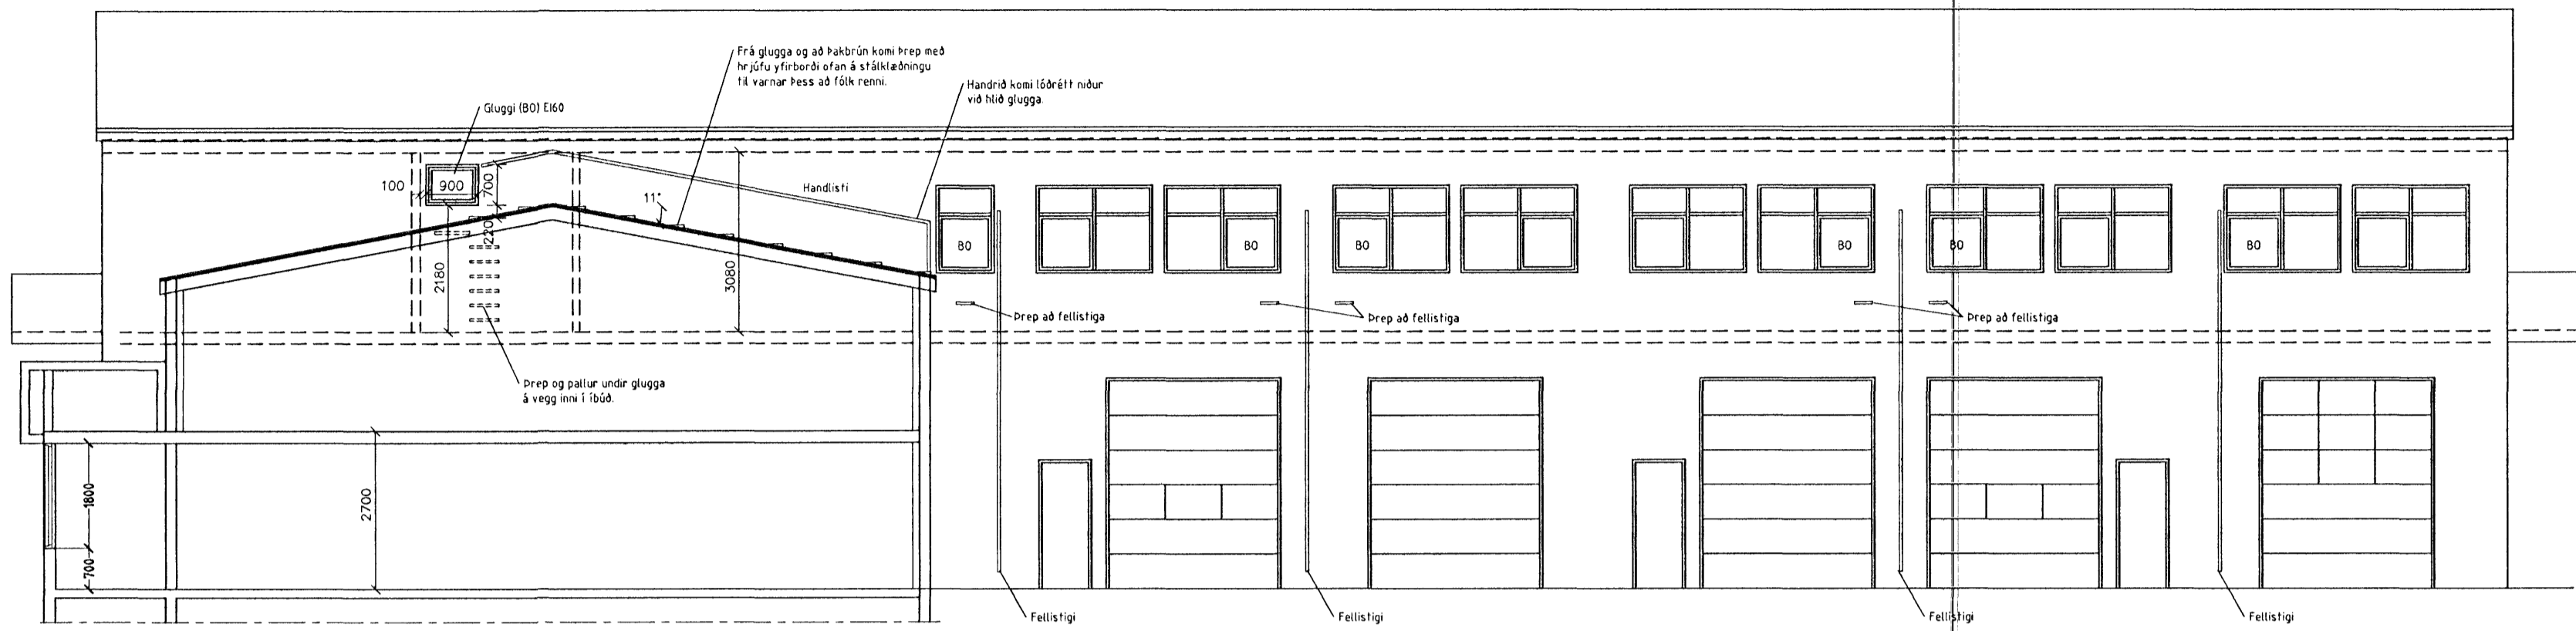 Frá glugga og að þakbrún komi þrep með
hrjúfu yfirborði ofan á stálklæðningu
til varnar þess að fólk renni.
Handrið komi lóðrétt niður
við hlið glugga.
Gluggi (BO) EI60
100
900
700
Handlisti
11°
220
2180
3080
BO
BO
BO
BO
BO
BO
Þrep að fellistiga
Þrep að fellistiga
Þrep að fellistiga
Þrep og pallur undir glugga
á vegg inni í íbúð.
1800
2700
700
Fellistigi
Fellistigi
Fellistigi
Fellistigi